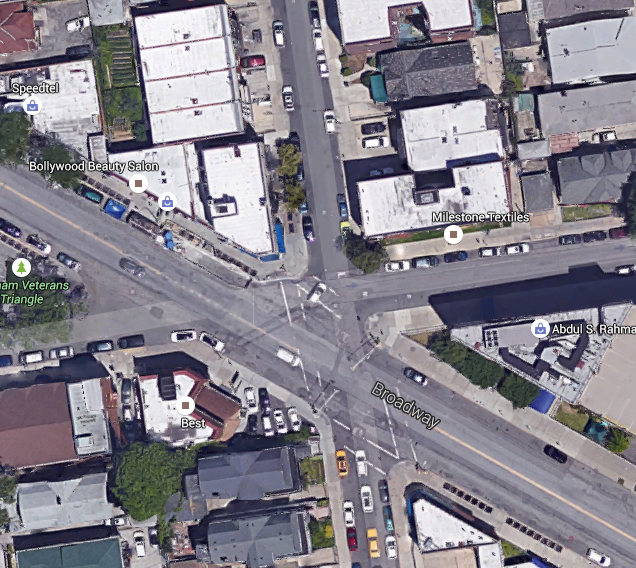 Speedtel
Bollywood Beauty Salon
Milestone Textiles
am Veterans
Triangle
Abdul S. Rahma
Broadway
Best